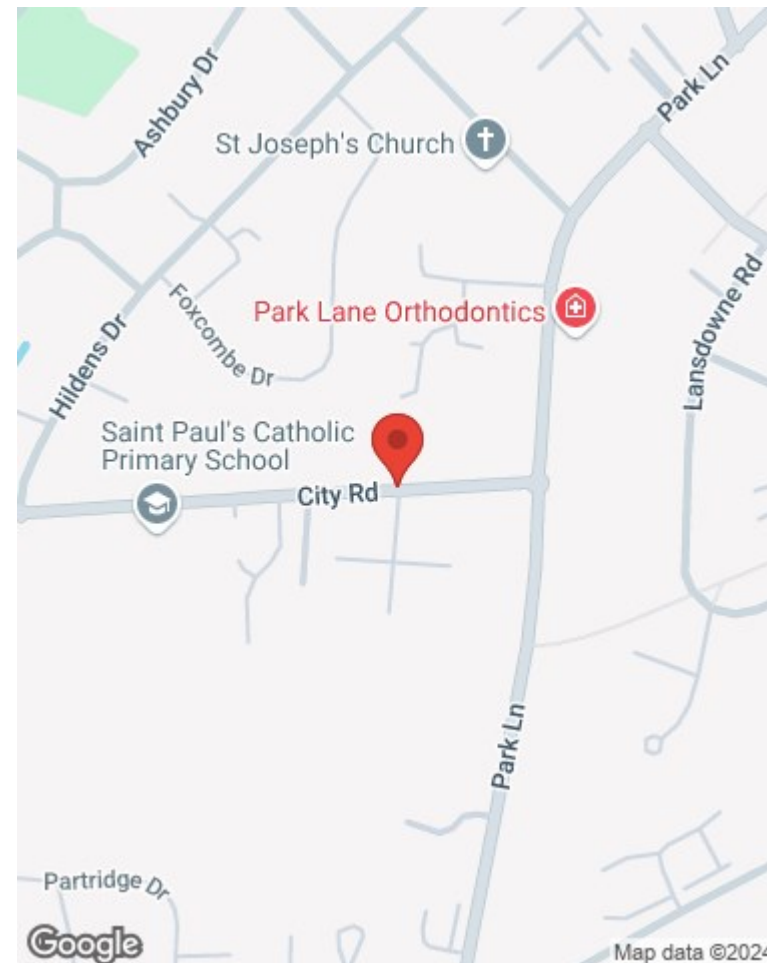 Park Ln
Ashbury Dr
St Joseph's Church
Lansdowne Rd
Park Lane Orthodontics
Foxcombe Dr
Hildens Dr
Saint Paul's Catholic
Primary School
City Rd
Park Ln
Partridge Dr
Google
Map data ©2024